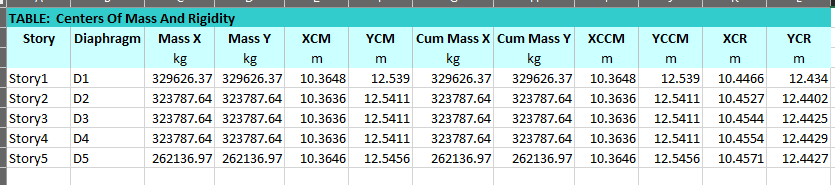 TABLE: Centers Of Mass And Rigidity
Story Diaphragm Mass X Mass Y XCM YCM Cum Mass X Cum Mass Y XCCM YCCM XCR YCR
kg kg m m kg kg m m m m
Story1 D1 329626.37 329626.37 10.3648 12.539 329626.37 329626.37 10.3648 12.539 10.4466 12.434
Story2 D2 323787.64 323787.64 10.3636 12.5411 323787.64 323787.64 10.3636 12.5411 10.4527 12.4402
Story3 D3 323787.64 323787.64 10.3636 12.5411 323787.64 323787.64 10.3636 12.5411 10.4544 12.4425
Story4 D4 323787.64 323787.64 10.3636 12.5411 323787.64 323787.64 10.3636 12.5411 10.4554 12.4429
Story5 D5 262136.97 262136.97 10.3646 12.5456 262136.97 262136.97 10.3646 12.5456 10.4571 12.4427